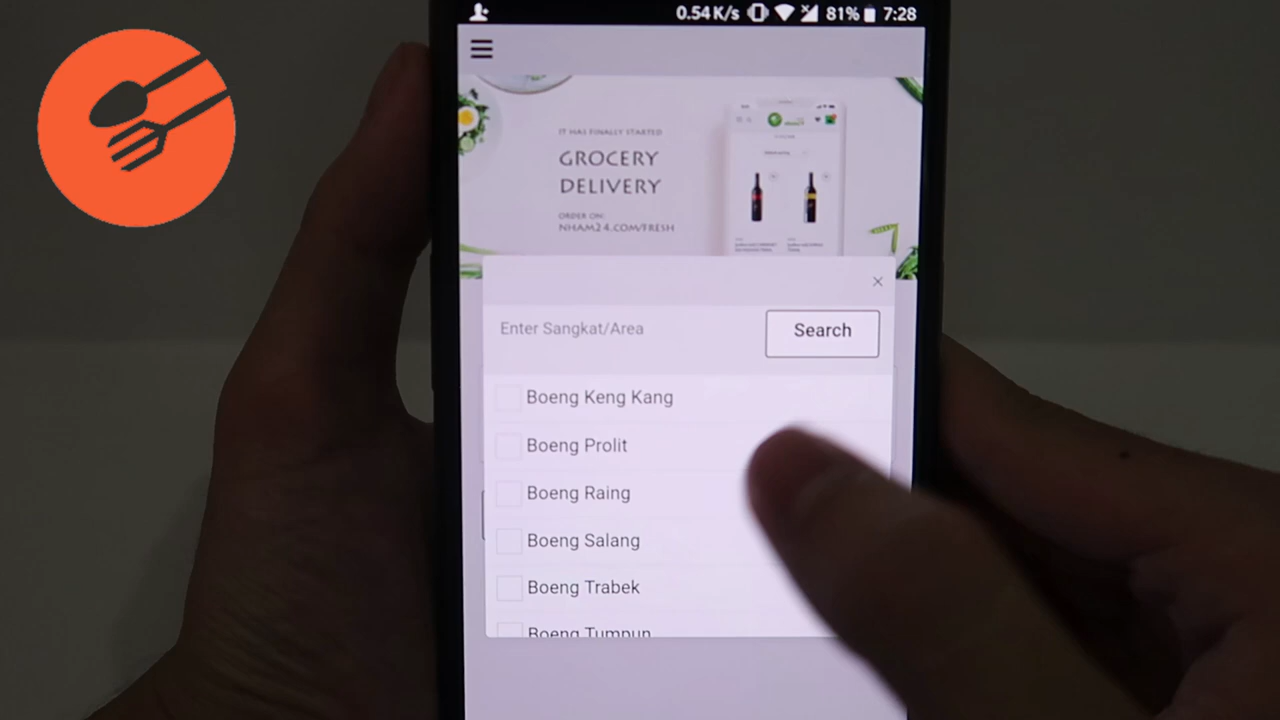 0.54 K/s 81% 7:28
IT HAS FINALLY STARTED
GROCERY
DELIVERY
ORDER ON:
NHAM24.COM/FRESH
Enter Sangkat/Area
Search
Boeng Keng Kang
Boeng Prolit
Boeng Raing
Boeng Salang
Boeng Trabek
Boeng Tumpun